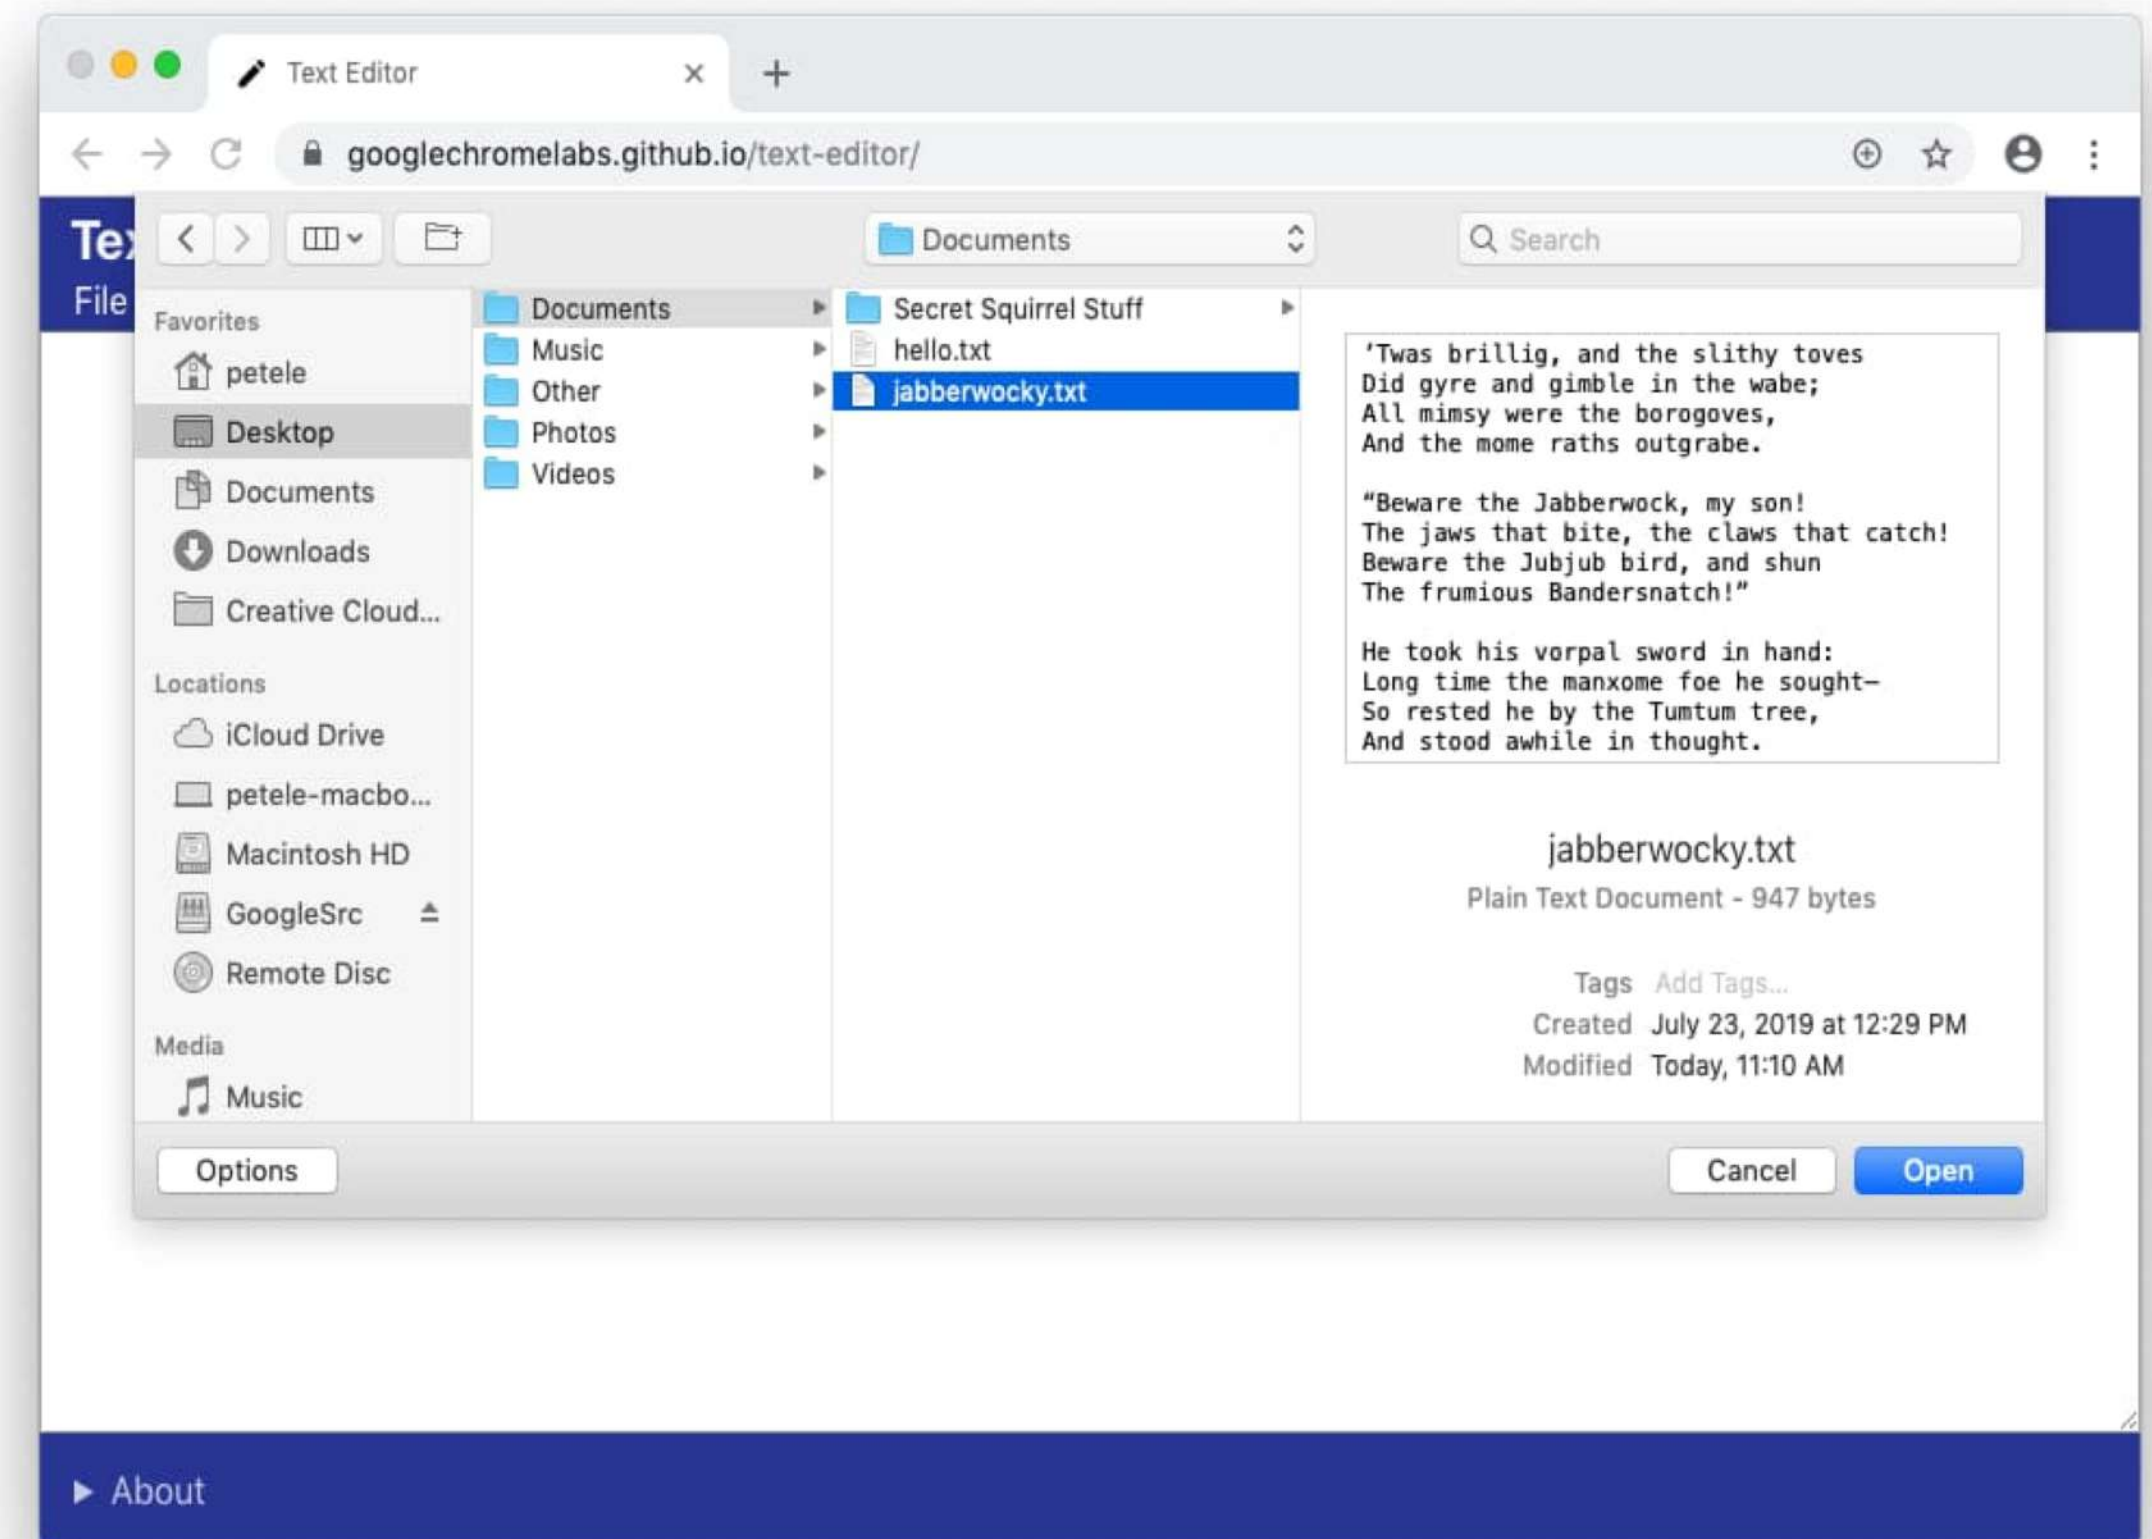 Text Editor
googlechromelabs.github.io/text-editor/
Tex
File
Documents
Search
Favorites
petele
Desktop
Documents
Downloads
Creative Cloud...
Locations
iCloud Drive
petele-macbo...
Macintosh HD
GoogleSrc
Remote Disc
Media
Music
Documents
Music
Other
Photos
Videos
Secret Squirrel Stuff
hello.txt
jabberwocky.txt
’Twas brillig, and the slithy toves
Did gyre and gimble in the wabe;
All mimsy were the borogoves,
And the mome raths outgrabe.
“Beware the Jabberwock, my son!
The jaws that bite, the claws that catch!
Beware the Jubjub bird, and shun
The frumious Bandersnatch!”
He took his vorpal sword in hand:
Long time the manxome foe he sought—
So rested he by the Tumtum tree,
And stood awhile in thought.
jabberwocky.txt
Plain Text Document - 947 bytes
Tags Add Tags...
Created July 23, 2019 at 12:29 PM
Modified Today, 11:10 AM
Options
Cancel
Open
About